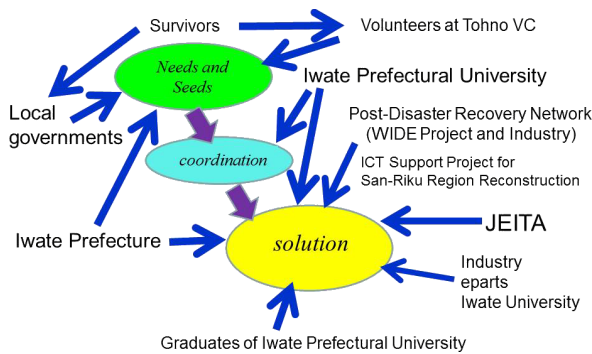 Survivors
Volunteers at Tohno VC
Needs and
Seeds
Iwate Prefectural University
Local
governments
Post-Disaster Recovery Network
(WIDE Project and Industry)
coordination
ICT Support Project for
San-Riku Region Reconstruction
JEITA
Iwate Prefecture
solution
Industry
eparts
Iwate University
Graduates of Iwate Prefectural University